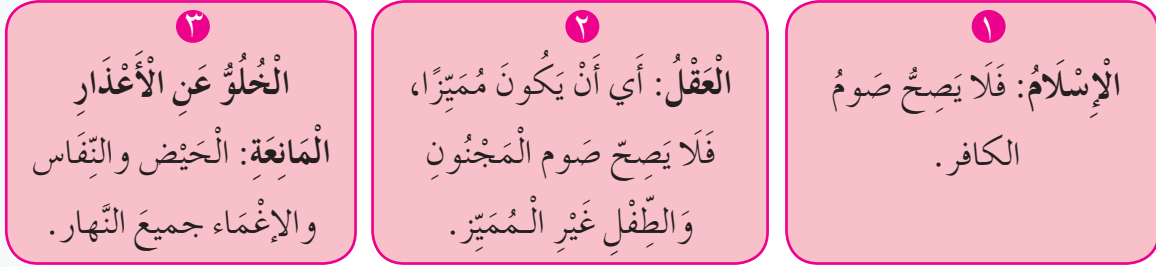 ١
الْإِسْلَامُ: فَلَا يَصِحُّ صَومُ
الكافر.
٢
الْعَقْلُ: أَي أَنْ يَكُونَ مُمَيِّزًا،
فَلَا يَصِحّ صَوم الْمَجْنُونِ
وَالطِّفْلِ غَيْرِ الْـمُمَيِّز.
٣
الْخُلُوُّ عَنِ الْأَعْذَارِ
الْمَانِعَةِ: الْحَيْض والنِّفَاس
والإغْمَاء جميعَ النَّهار.